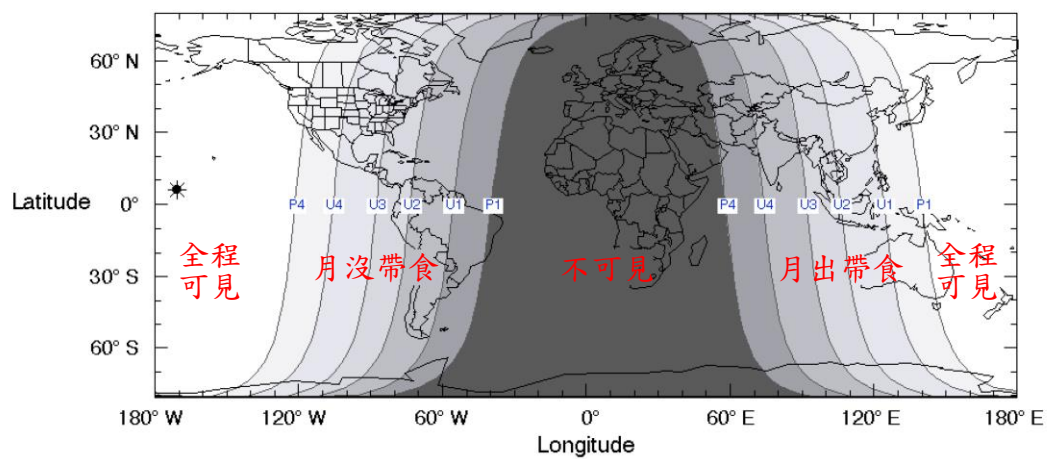 60° N
30° N
Latitude
0°
30° S
60° S
P4 U4 U3 U2 U1 P1 P4 U4 U3 U2 U1 P1
全程
可見
月沒帶食
不可見
月出帶食
全程
可見
180° W 120° W 60° W 0° 60° E 120° E 180° E
Longitude